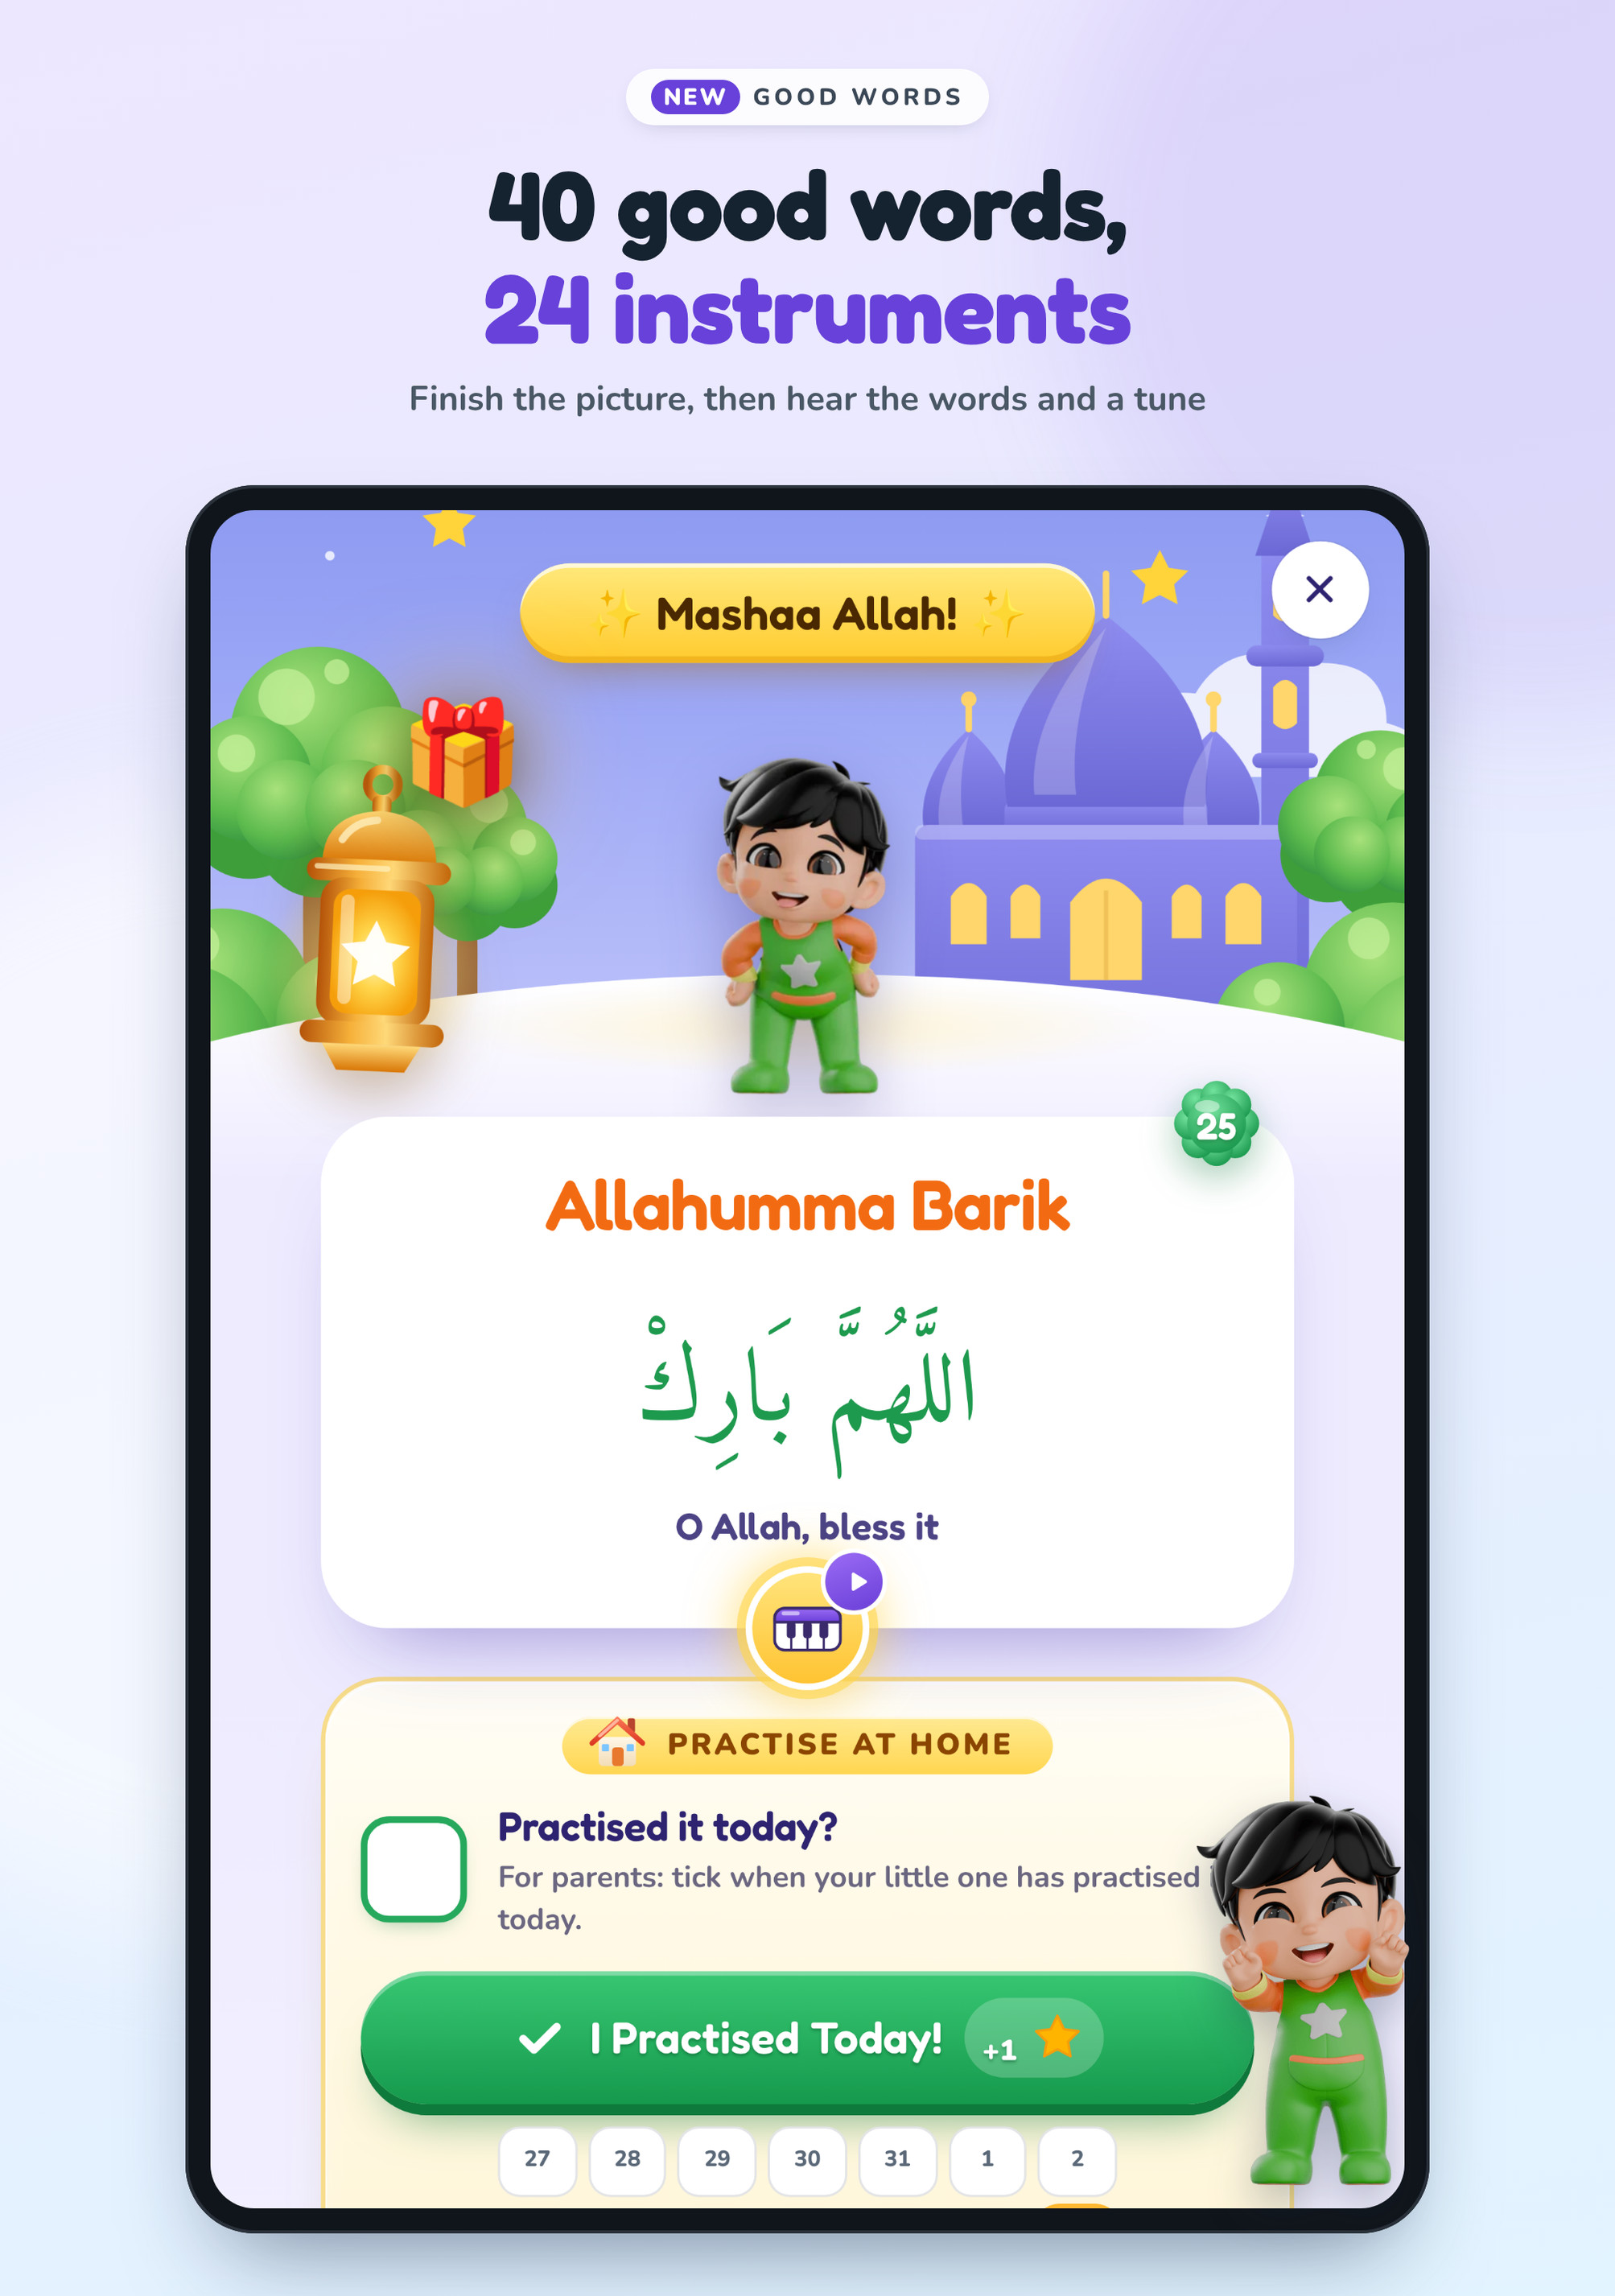 NEW GOOD WORDS
40 good words,
24 instruments
Finish the picture, then hear the words and a tune
✨ Mashaa Allah! ✨
25
Allahumma Barik
اللَّهُمَّ بَارِكْ
O Allah, bless it
PRACTISE AT HOME
Practised it today?
For parents: tick when your little one has practised
today.
I Practised Today! +1
27 28 29 30 31 1 2